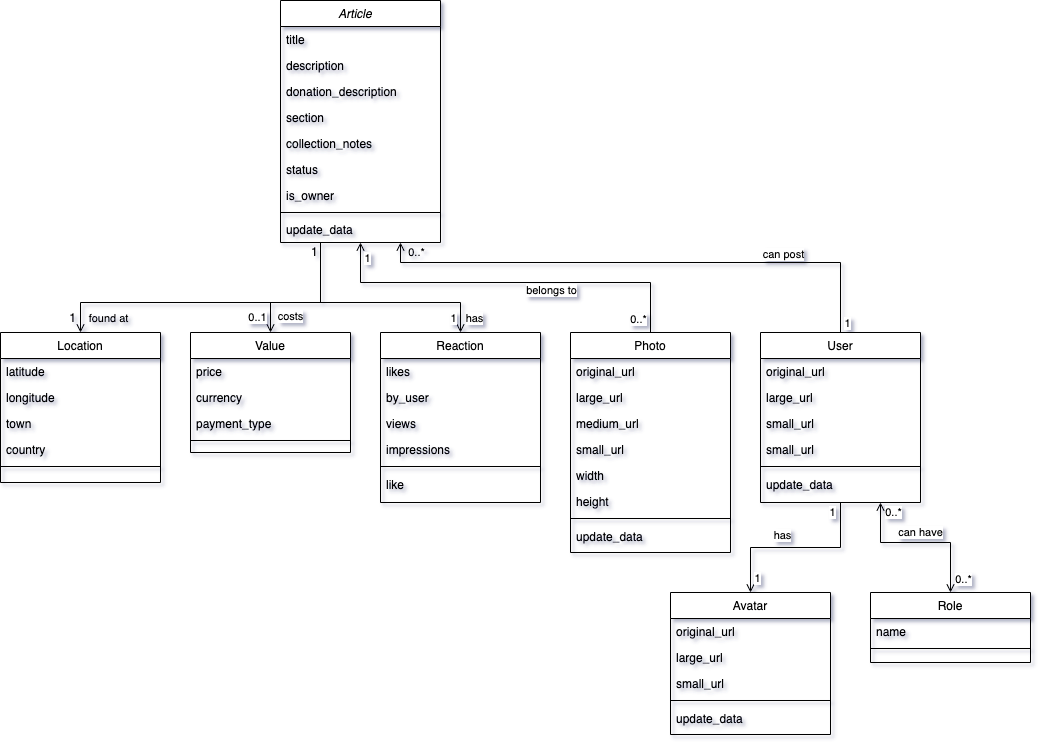 Article
title
description
donation_description
section
collection_notes
status
is_owner
update_data
1
1
0..*
can post
belongs to
1
found at
0..1
costs
1
has
0..*
1
Location
latitude
longitude
town
country
Value
price
currency
payment_type
Reaction
likes
by_user
views
impressions
like
Photo
original_url
large_url
medium_url
small_url
width
height
update_data
User
original_url
large_url
small_url
small_url
update_data
1
0..*
has
can have
1
0..*
Avatar
original_url
large_url
small_url
update_data
Role
name